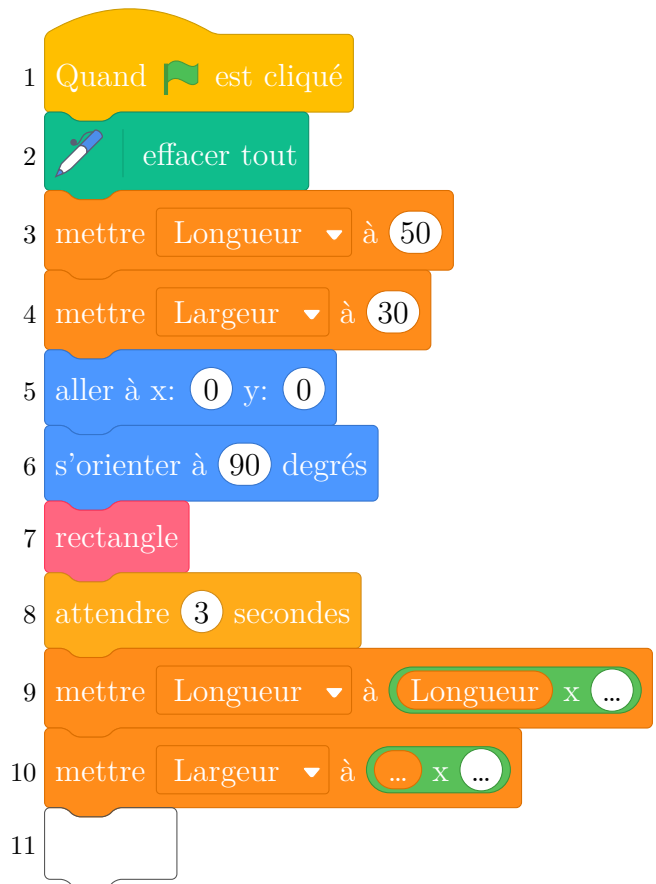 1 Quand est cliqué
2 effacer tout
3 mettre Longueur à 50
4 mettre Largeur à 30
5 aller à x: 0 y: 0
6 s'orienter à 90 degrés
7 rectangle
8 attendre 3 secondes
9 mettre Longueur à Longueur x ...
10 mettre Largeur à ... x ...
11